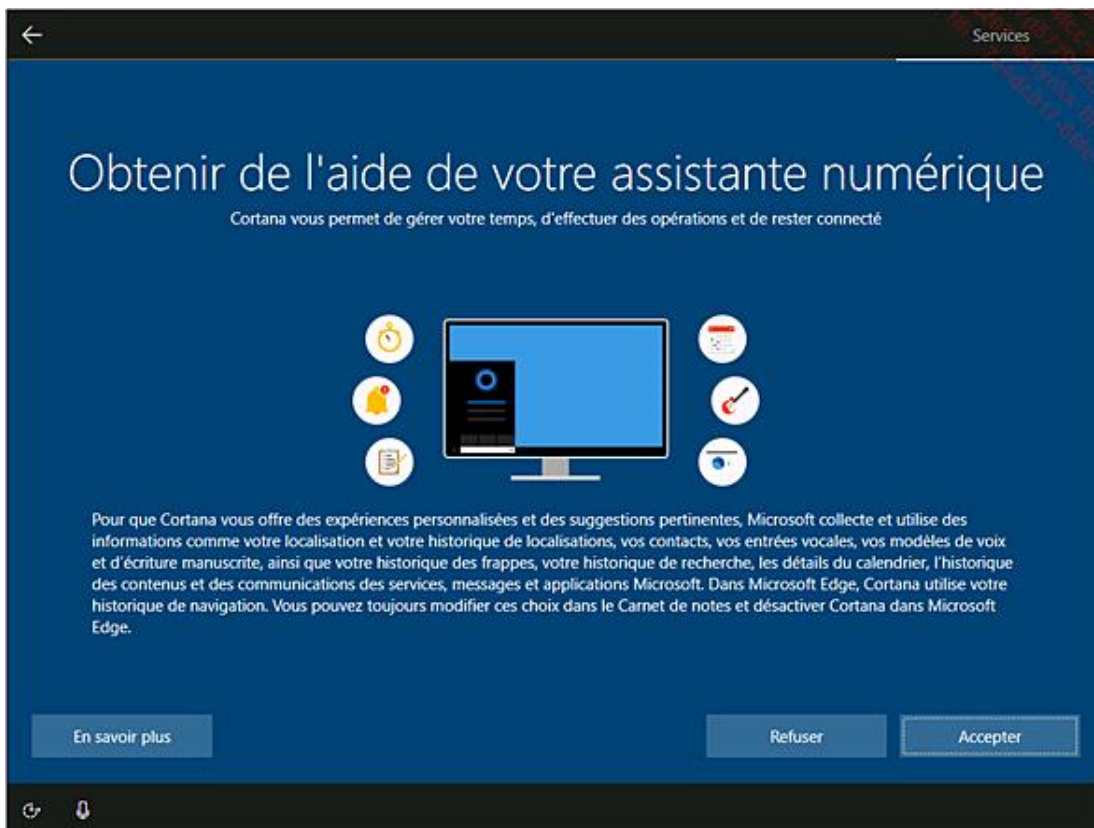 Services
Obtenir de l'aide de votre assistante numérique
Cortana vous permet de gérer votre temps, d'effectuer des opérations et de rester connecté
Pour que Cortana vous offre des expériences personnalisées et des suggestions pertinentes, Microsoft collecte et utilise des
informations comme votre localisation et votre historique de localisations, vos contacts, vos entrées vocales, vos modèles de voix
et d'écriture manuscrite, ainsi que votre historique des frappes, votre historique de recherche, les détails du calendrier, l'historique
des contenus et des communications des services, messages et applications Microsoft. Dans Microsoft Edge, Cortana utilise votre
historique de navigation. Vous pouvez toujours modifier ces choix dans le Carnet de notes et désactiver Cortana dans Microsoft
Edge.
En savoir plus
Refuser
Accepter